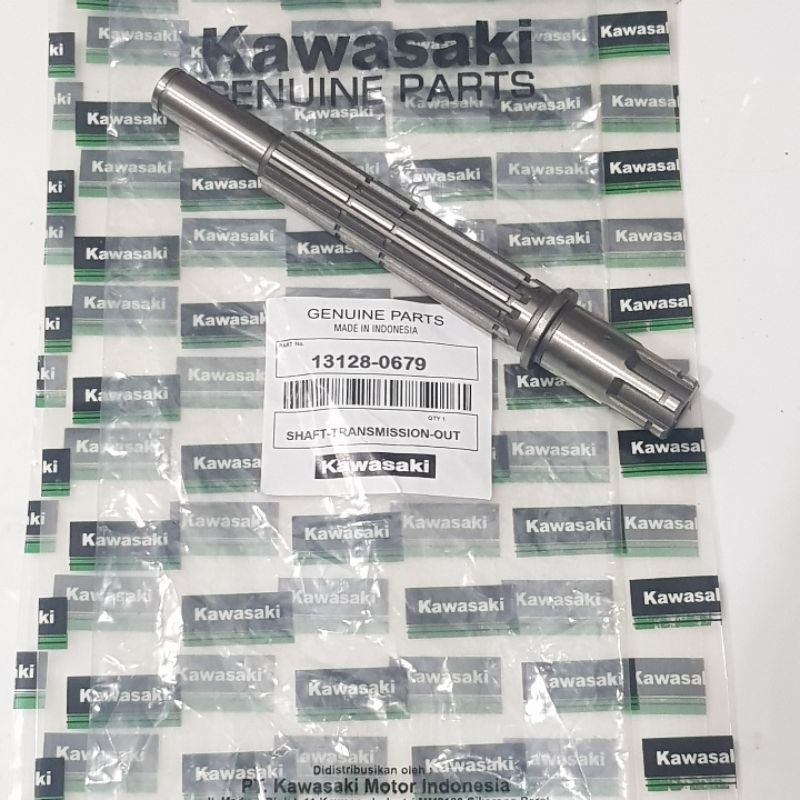 Kawasaki
GENUINE PARTS
GENUINE PARTS
MADE IN INDONESIA
PART No.
13128-0679
QTY 1
SHAFT-TRANSMISSION-OUT
Kawasaki
Didistribusikan oleh :
PT. Kawasaki Motor Indonesia